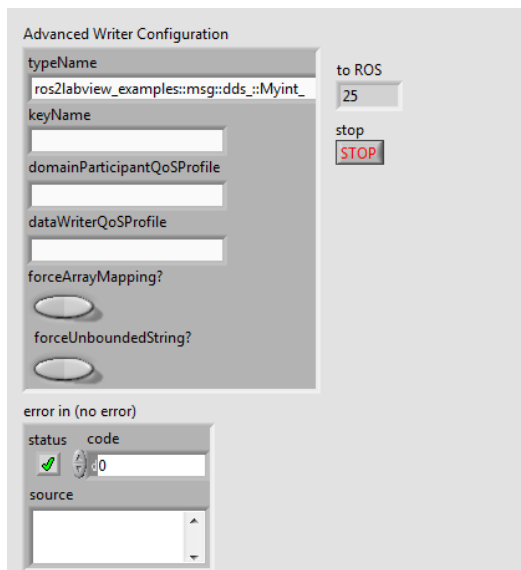 Advanced Writer Configuration
typeName
ros2labview_examples::msg::dds_::Myint_
keyName
domainParticipantQoSProfile
dataWriterQoSProfile
forceArrayMapping?
forceUnboundedString?
to ROS
25
stop
STOP
error in (no error)
status code
d0
source